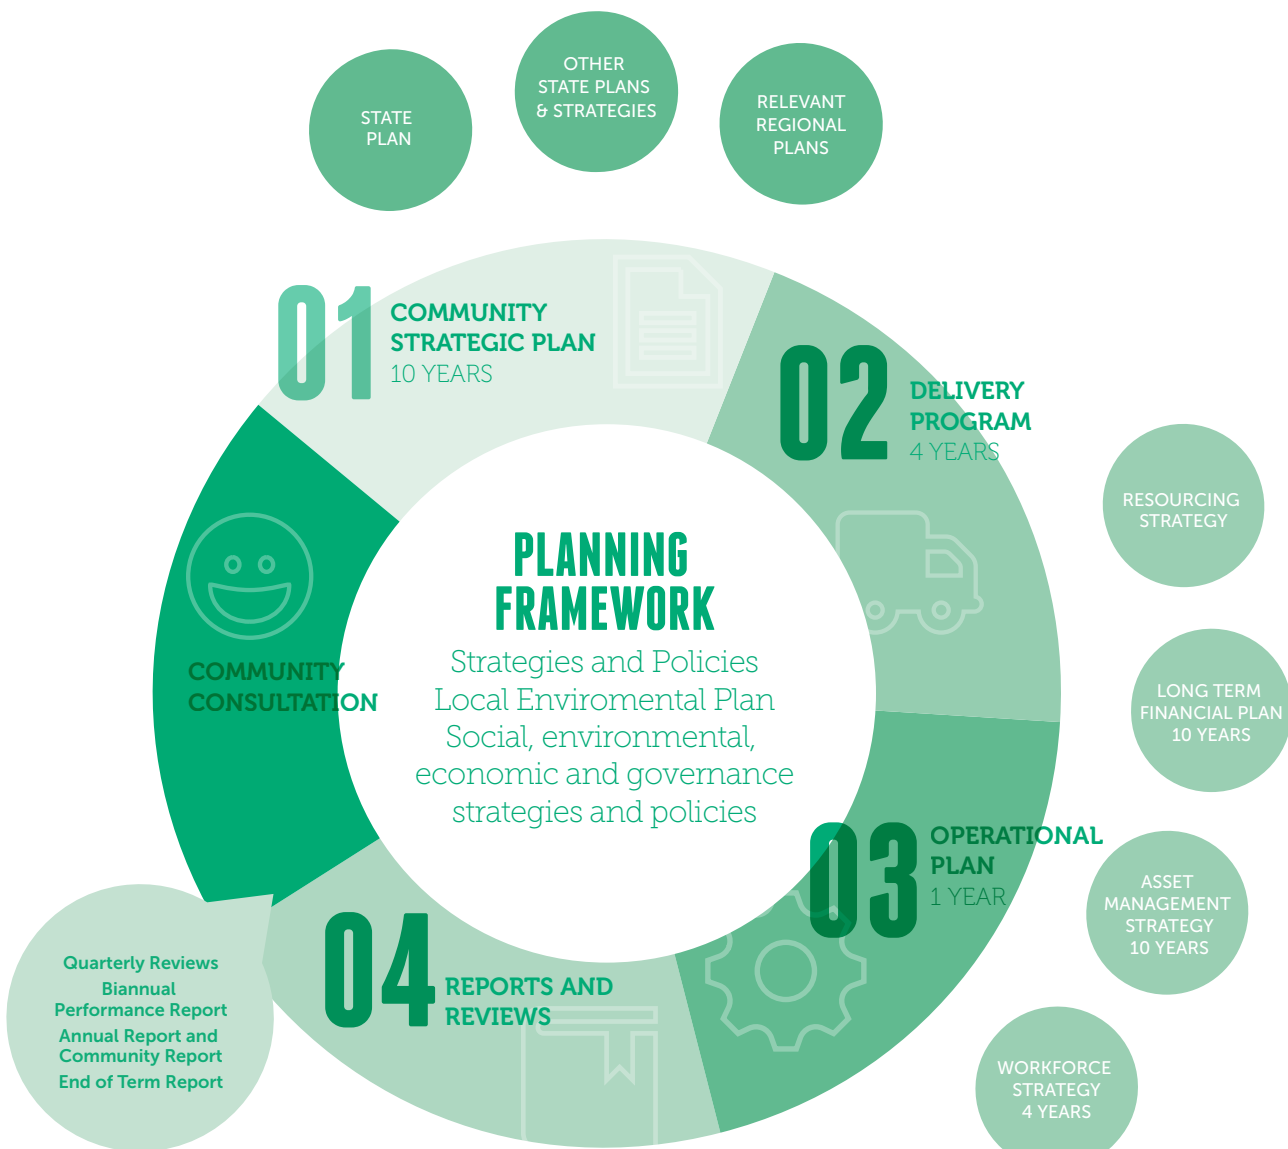 STATE
PLAN
OTHER
STATE PLANS
& STRATEGIES
RELEVANT
REGIONAL
PLANS
01
COMMUNITY
STRATEGIC PLAN
10 YEARS
02
DELIVERY
PROGRAM
4 YEARS
RESOURCING
STRATEGY
LONG TERM
FINANCIAL PLAN
10 YEARS
ASSET
MANAGEMENT
STRATEGY
10 YEARS
WORKFORCE
STRATEGY
4 YEARS
03
OPERATIONAL
PLAN
1 YEAR
04
REPORTS AND
REVIEWS
Quarterly Reviews
Biannual
Performance Report
Annual Report and
Community Report
End of Term Report
COMMUNITY
CONSULTATION
PLANNING
FRAMEWORK
Strategies and Policies
Local Enviromental Plan
Social, environmental,
economic and governance
strategies and policies